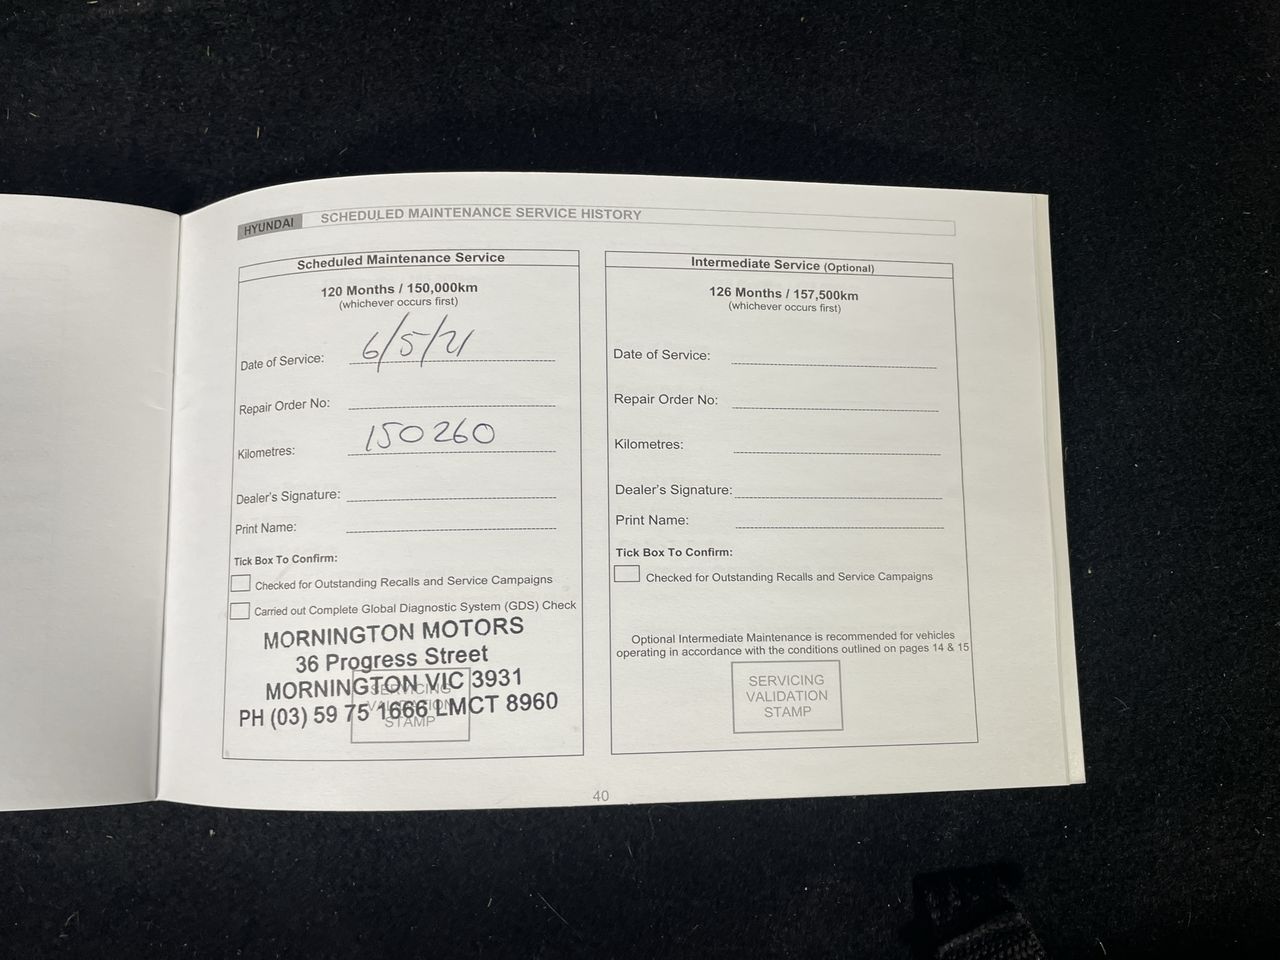 HYUNDAI SCHEDULED MAINTENANCE SERVICE HISTORY
Scheduled Maintenance Service
120 Months / 150,000km
(whichever occurs first)
Date of Service: 6/5/21
Repair Order No:
Kilometres: 150260
Dealer's Signature:
Print Name:
Tick Box To Confirm:
Checked for Outstanding Recalls and Service Campaigns
Carried out Complete Global Diagnostic System (GDS) Check
MORNINGTON MOTORS
36 Progress Street
MORNINGTON VIC 3931
PH (03) 59 75 1666 LMCT 8960
SERVICING
VALIDATION
STAMP
Intermediate Service (Optional)
126 Months / 157,500km
(whichever occurs first)
Date of Service:
Repair Order No:
Kilometres:
Dealer's Signature:
Print Name:
Tick Box To Confirm:
Checked for Outstanding Recalls and Service Campaigns
Optional Intermediate Maintenance is recommended for vehicles
operating in accordance with the conditions outlined on pages 14 & 15
SERVICING
VALIDATION
STAMP
40